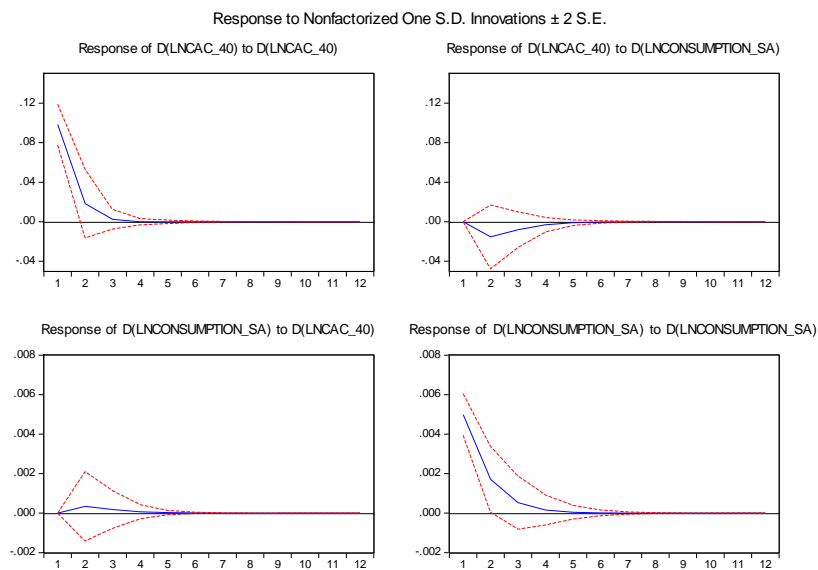 Response to Nonfactorized One S.D. Innovations ± 2 S.E.
Response of D(LNCAC_40) to D(LNCAC_40)
.12
.08
.04
.00
-.04
1 2 3 4 5 6 7 8 9 10 11 12
Response of D(LNCAC_40) to D(LNCONSUMPTION_SA)
.12
.08
.04
.00
-.04
1 2 3 4 5 6 7 8 9 10 11 12
Response of D(LNCONSUMPTION_SA) to D(LNCAC_40)
.008
.006
.004
.002
.000
-.002
1 2 3 4 5 6 7 8 9 10 11 12
Response of D(LNCONSUMPTION_SA) to D(LNCONSUMPTION_SA)
.008
.006
.004
.002
.000
-.002
1 2 3 4 5 6 7 8 9 10 11 12